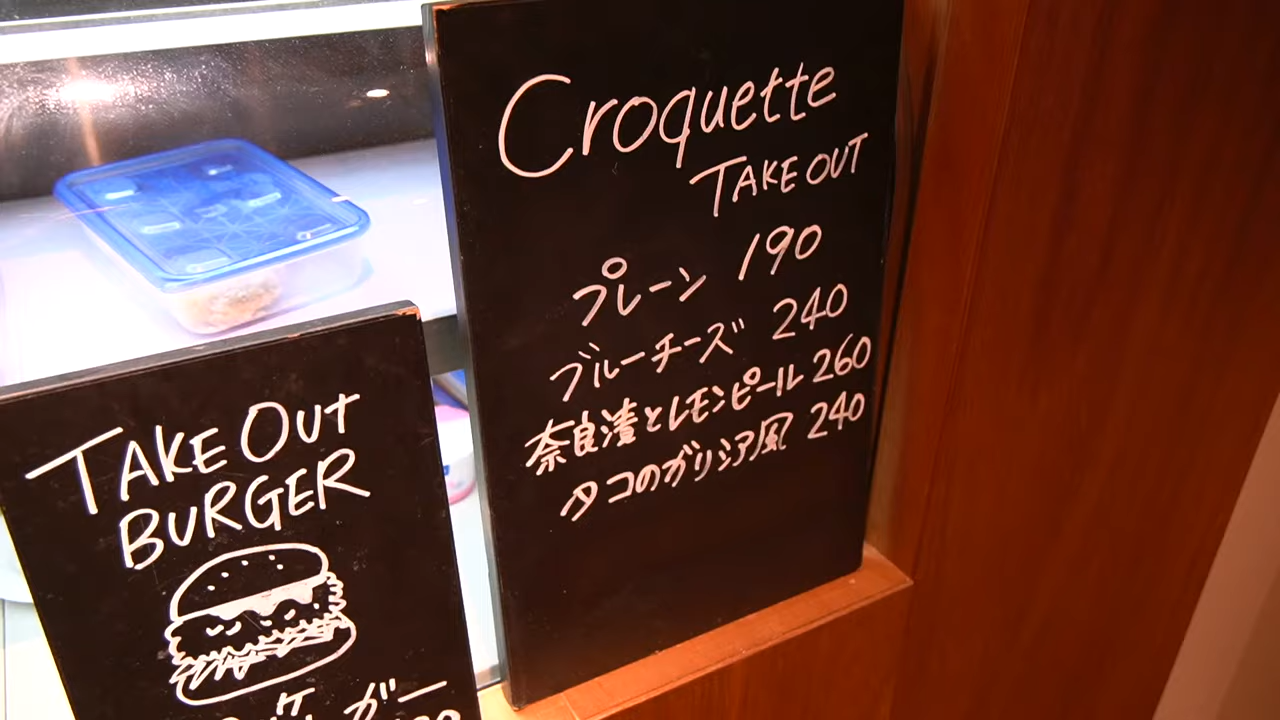 Croquette
TAKE OUT
プレーン 190
ブルーチーズ 240
奈良漬とレモンピール 260
タコのガリシア風 240
TAKE OUT
BURGER